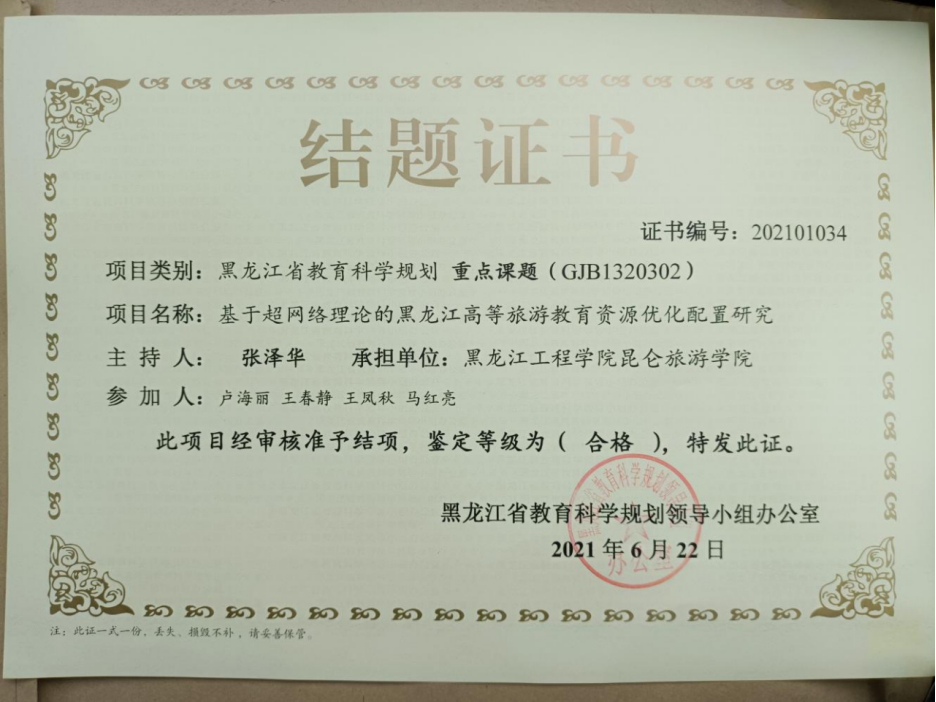 结题证书
证书编号：202101034
项目类别：黑龙江省教育科学规划 重点课题（GJB1320302）
项目名称：基于超网络理论的黑龙江高等旅游教育资源优化配置研究
主 持 人： 张泽华 承担单位：黑龙江工程学院昆仑旅游学院
参 加 人：卢海丽 王春静 王凤秋 马红亮
此项目经审核准予结项，鉴定等级为（ 合格 ），特发此证。
黑龙江省教育科学规划领导小组办公室
2021 年 6 月 22 日
办公室
注：此证一式一份，丢失、损毁不补，请妥善保管。